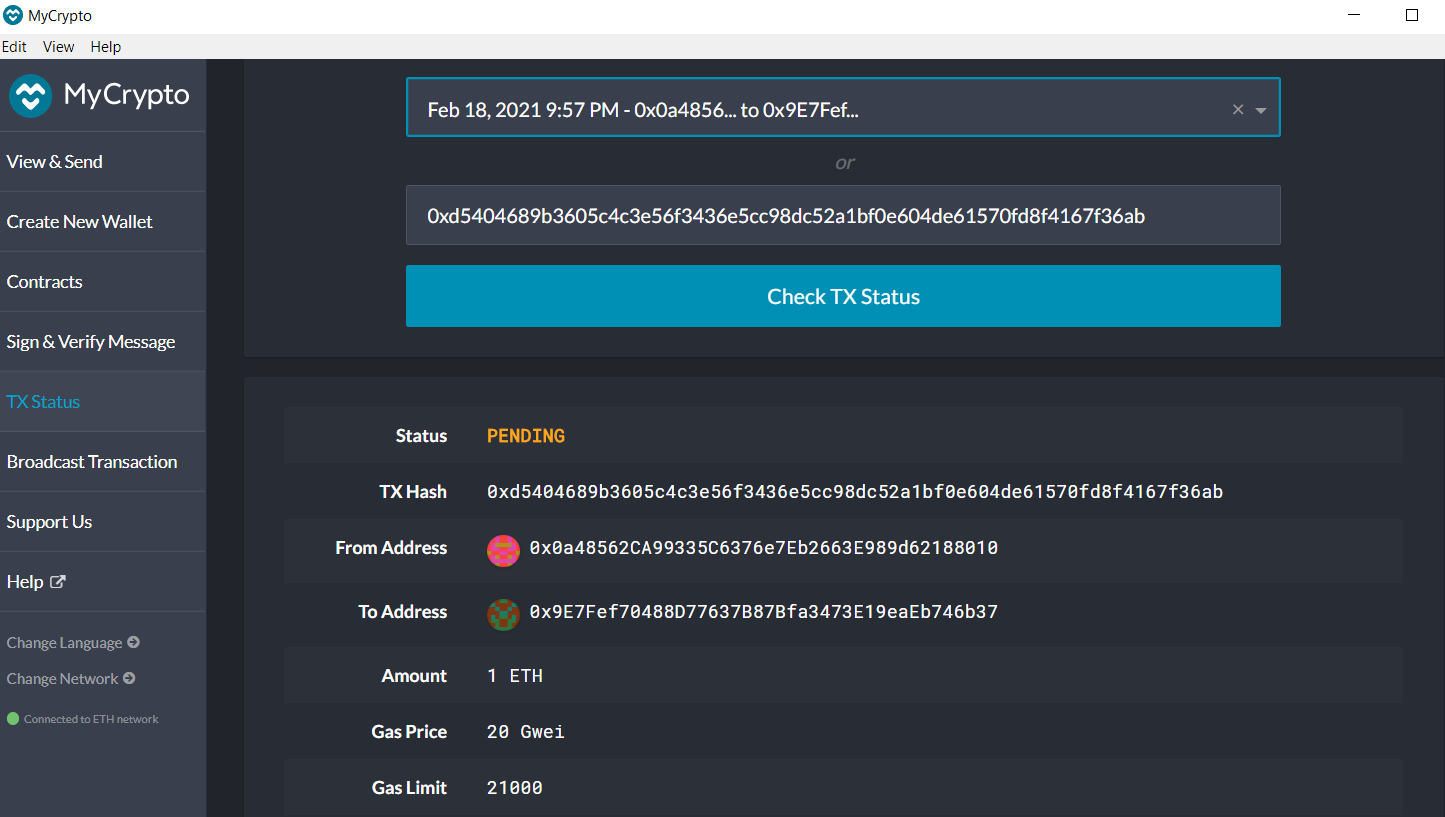 MyCrypto
Edit View Help
MyCrypto
View & Send
Create New Wallet
Contracts
Sign & Verify Message
TX Status
Broadcast Transaction
Support Us
Help
Change Language
Change Network
Connected to ETH network
Feb 18, 2021 9:57 PM - 0x0a4856... to 0x9E7Fef...
or
0xd5404689b3605c4c3e56f3436e5cc98dc52a1bf0e604de61570fd8f4167f36ab
Check TX Status
Status PENDING
TX Hash 0xd5404689b3605c4c3e56f3436e5cc98dc52a1bf0e604de61570fd8f4167f36ab
From Address 0x0a48562CA99335C6376e7Eb2663E989d62188010
To Address 0x9E7Fef70488D77637B87Bfa3473E19eaEb746b37
Amount 1 ETH
Gas Price 20 Gwei
Gas Limit 21000